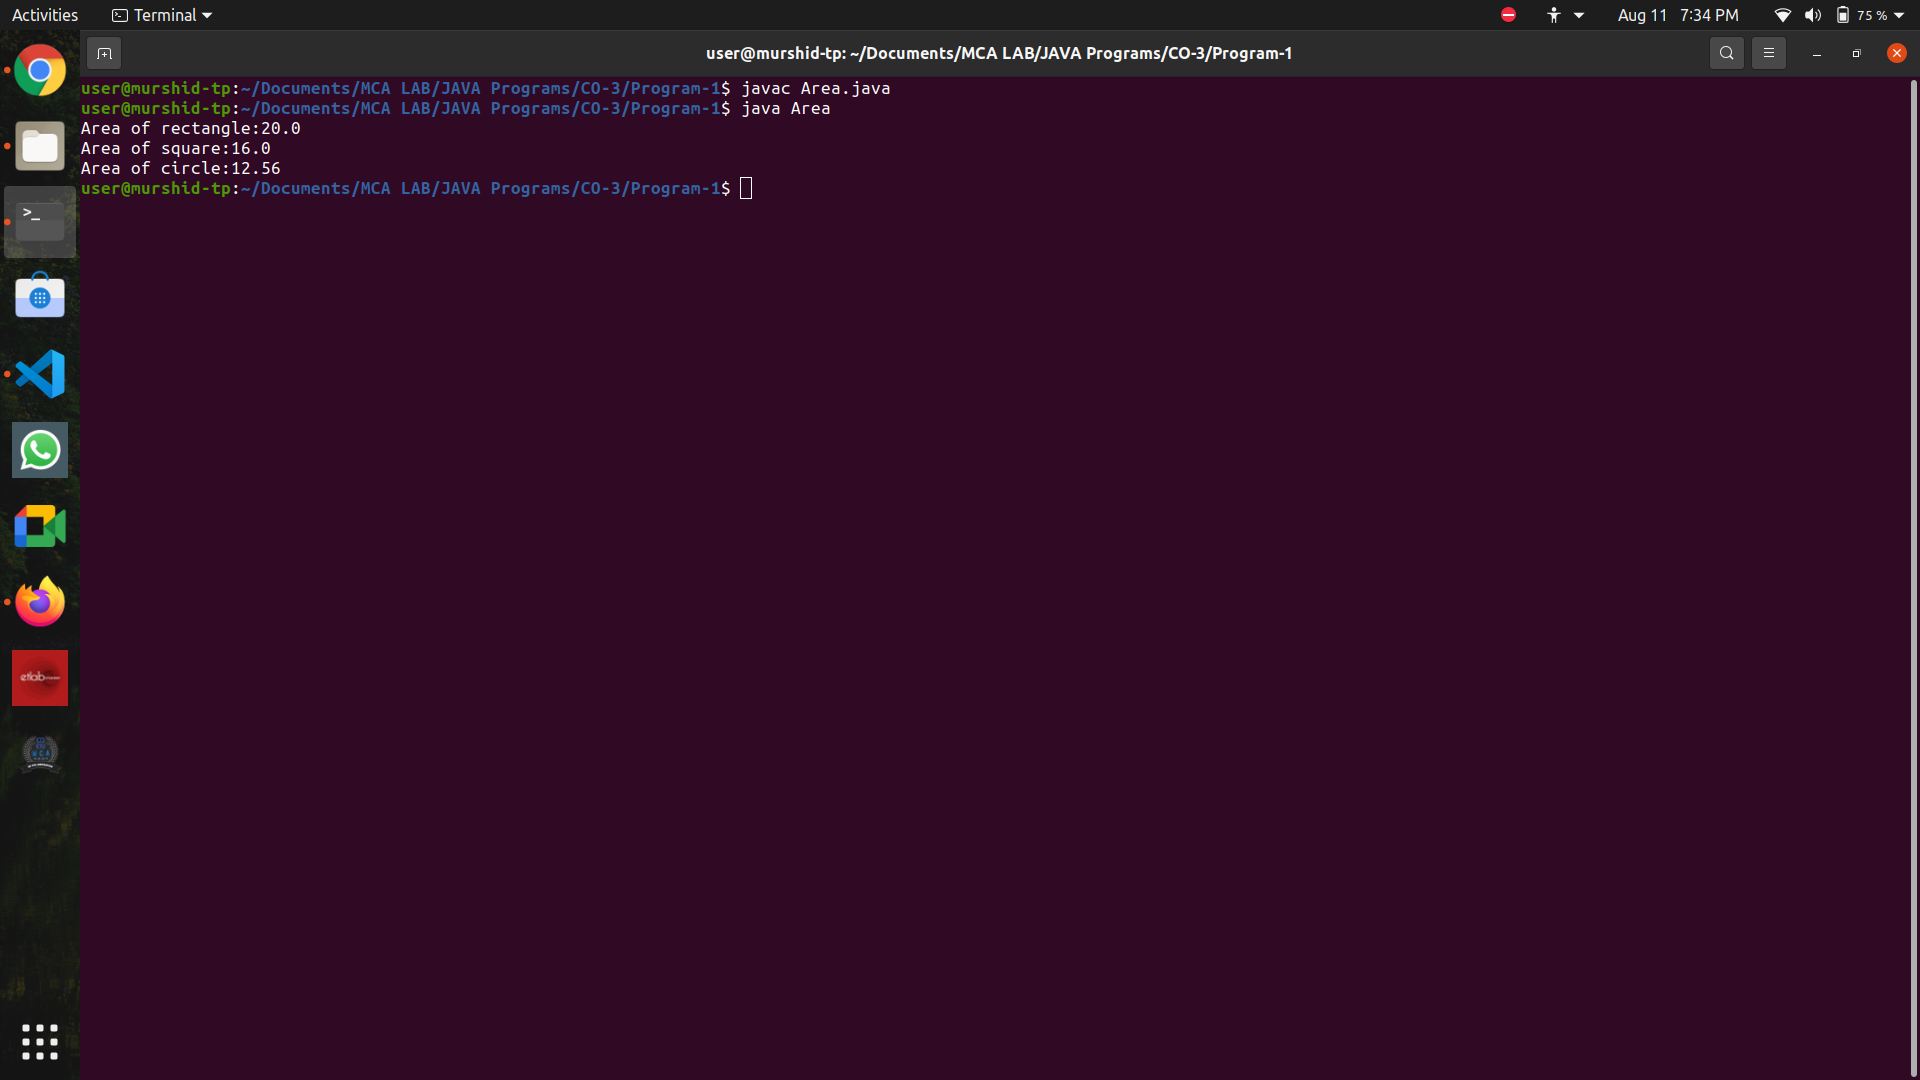 Activities Terminal Aug 11 7:34 PM 75 %
user@murshid-tp: ~/Documents/MCA LAB/JAVA Programs/CO-3/Program-1
user@murshid-tp:~/Documents/MCA LAB/JAVA Programs/CO-3/Program-1$ javac Area.java
user@murshid-tp:~/Documents/MCA LAB/JAVA Programs/CO-3/Program-1$ java Area
Area of rectangle:20.0
Area of square:16.0
Area of circle:12.56
user@murshid-tp:~/Documents/MCA LAB/JAVA Programs/CO-3/Program-1$
>_
etlab
MCA